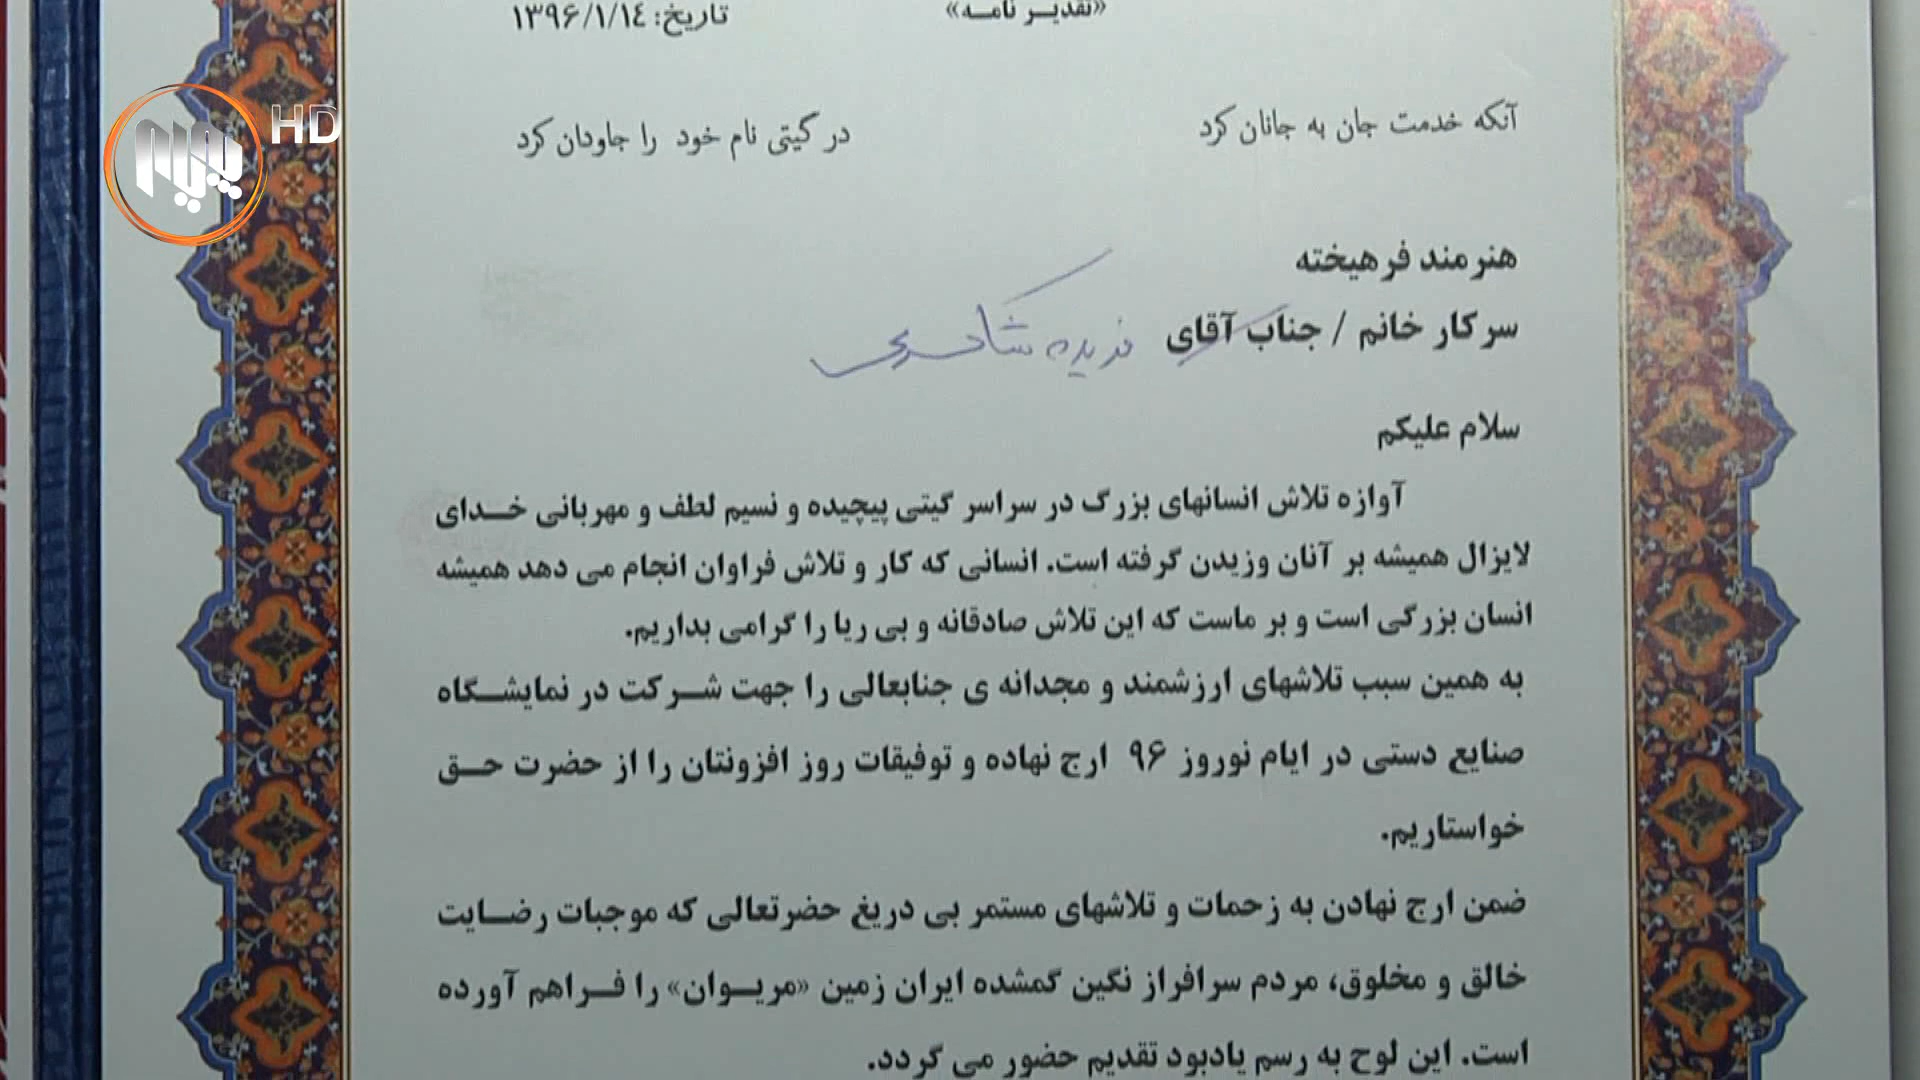 «تقدیر نامه»
تاریخ: ۱۳۹۶/۱/۱۴
HD
پیام
آنکه خدمت جان به جانان کرد در گیتی نام خود را جاودان کرد
هنرمند فرهیخته
سرکار خانم / جناب آقای فریده شاکری
سلام علیکم
آوازه تلاش انسانهای بزرگ در سراسر گیتی پیچیده و نسیم لطف و مهربانی خدای
لایزال همیشه بر آنان وزیدن گرفته است. انسانی که کار و تلاش فراوان انجام می دهد همیشه
انسان بزرگی است و بر ماست که این تلاش صادقانه و بی ریا را گرامی بداریم.
به همین سبب تلاشهای ارزشمند و مجدانه ی جنابعالی را جهت شرکت در نمایشگاه
صنایع دستی در ایام نوروز ۹۶ ارج نهاده و توفیقات روز افزونتان را از حضرت حق
خواستاریم.
ضمن ارج نهادن به زحمات و تلاشهای مستمر بی دریغ حضرتعالی که موجبات رضایت
خالق و مخلوق، مردم سرافراز نگین گمشده ایران زمین «مریوان» را فراهم آورده
است. این لوح به رسم یادبود تقدیم حضور می گردد.